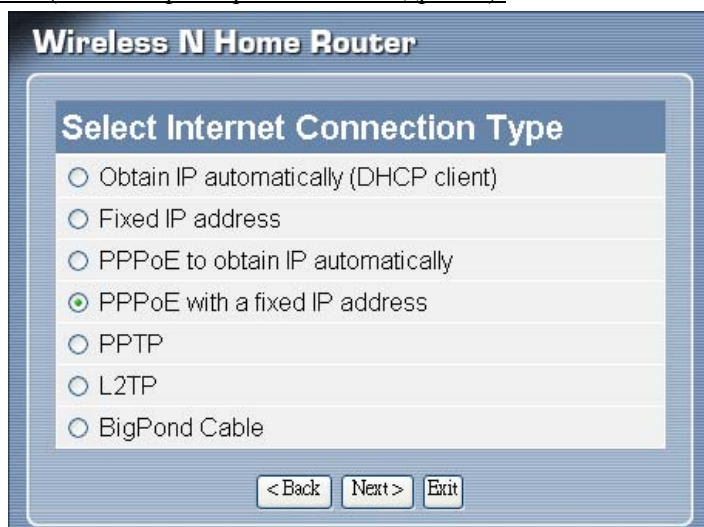 Wireless N Home Router
Select Internet Connection Type
Obtain IP automatically (DHCP client)
Fixed IP address
PPPoE to obtain IP automatically
PPPoE with a fixed IP address
PPTP
L2TP
BigPond Cable
< Back Next > Exit